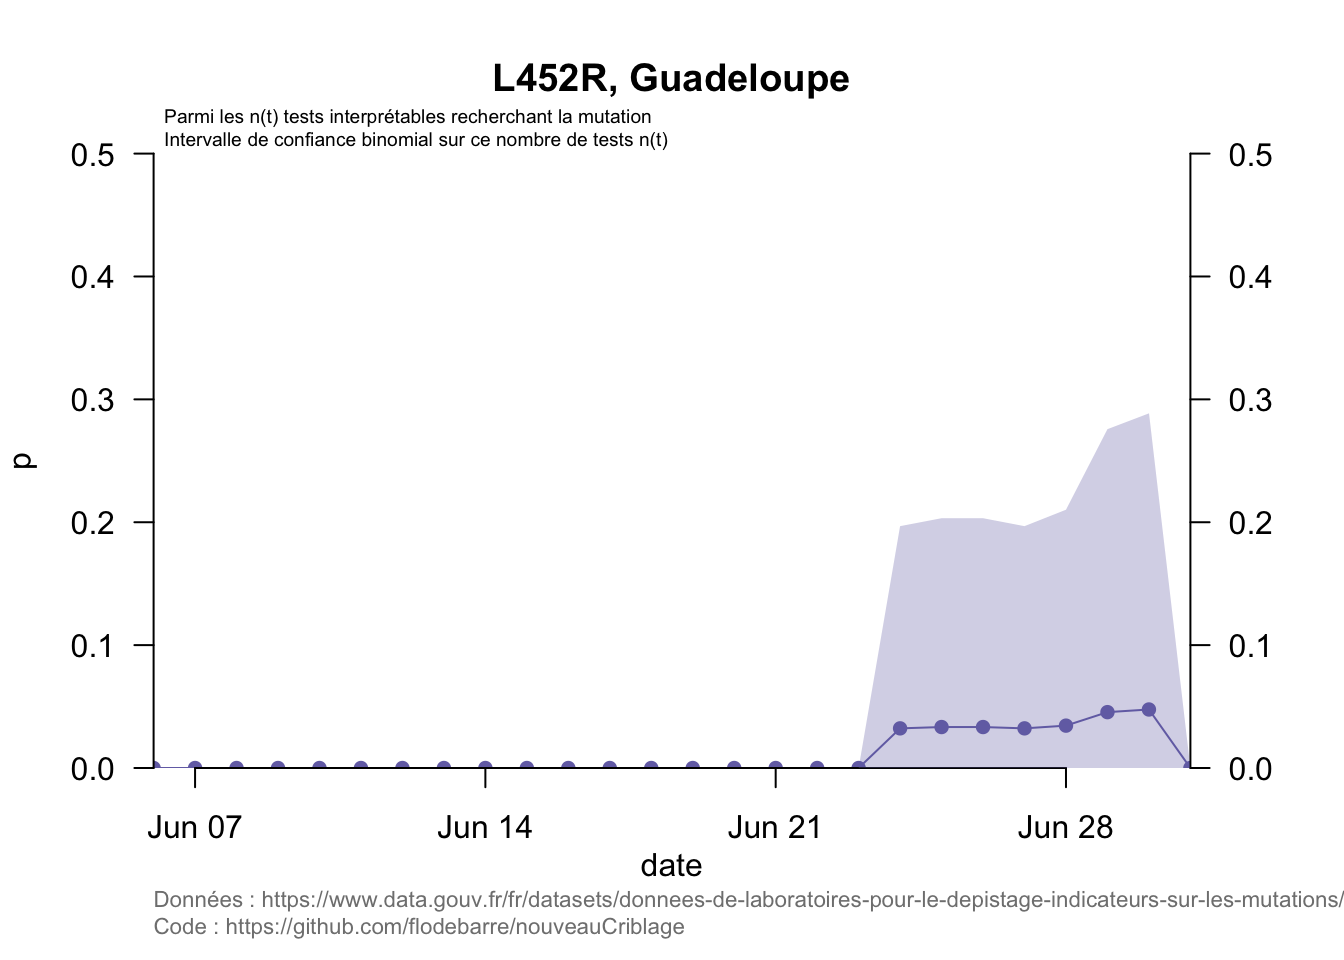 L452R, Guadeloupe
Parmi les n(t) tests interprétables recherchant la mutation
Intervalle de confiance binomial sur ce nombre de tests n(t)
0.5
0.4
0.3
0.2
0.1
0.0
p
0.5
0.4
0.3
0.2
0.1
0.0
Jun 07 Jun 14 Jun 21 Jun 28
date
Données : https://www.data.gouv.fr/fr/datasets/donnees-de-laboratoires-pour-le-depistage-indicateurs-sur-les-mutations/
Code : https://github.com/flodebarre/nouveauCriblage